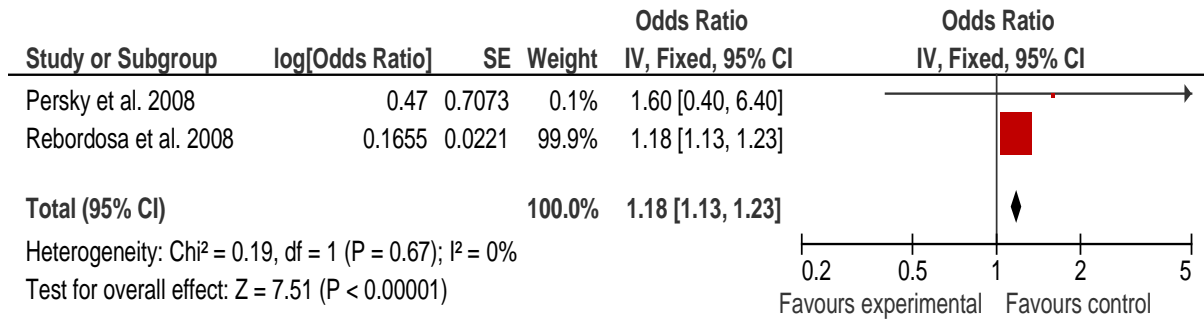 Odds Ratio Odds Ratio
Study or Subgroup log[Odds Ratio] SE Weight IV, Fixed, 95% CI IV, Fixed, 95% CI
Persky et al. 2008 0.47 0.7073 0.1% 1.60 [0.40, 6.40]
Rebordosa et al. 2008 0.1655 0.0221 99.9% 1.18 [1.13, 1.23]
Total (95% CI) 100.0% 1.18 [1.13, 1.23]
Heterogeneity: Chi² = 0.19, df = 1 (P = 0.67); I² = 0%
Test for overall effect: Z = 7.51 (P < 0.00001)
0.2 0.5 1 2 5
Favours experimental Favours control